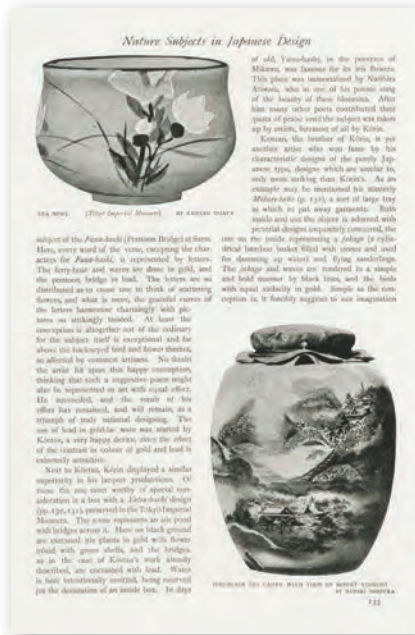 Nature Subjects in Japanese Design
TEA BOWL (Tokyo Imperial Museum) BY KENZAN OGATA
subject of the Funa-hashi (Pontoon Bridge) at Sano.
Here, every word of the verse, excepting the char-
acters for Funa-hashi, is represented by letters.
The ferry-boat and waves are done in gold, and
the pontoon bridge in lead. The letters are so
distributed as to cause one to think of scattering
flowers, and what is more, the graceful curves of
the letters harmonise charmingly with pic-
tures so strikingly treated. At least the
conception is altogether out of the ordinary
for the subject itself is exceptional and far
above the hackneyed bird and flower themes,
so affected by common artisans. No doubt
the artist hit upon this happy conception,
thinking that such a suggestive poem might
also be represented in art with equal effect.
He succeeded, and the result of his
effort has remained, and will remain, as a
triumph of truly national designing. The
use of lead in gold-lac ware was started by
Kōetsu, a very happy device, since the effect
of the contrast in colour of gold and lead is
extremely attractive.
Next to Kōetsu, Kōrin displayed a similar
superiority in his lacquer productions. Of
these the one most worthy of special con-
sideration is a box with a design
(pp. 130, 131), preserved in the Tokyo Imperial
Museum. The scene represents an iris pond
with bridges across it. Here on black ground
are executed iris plants in gold with flower
inlaid with green shells, and the bridges,
as in the case of Kōetsu's work already
described, are encrusted with lead. Water
is here intentionally omitted, being reserved
for the decoration of an inside box. In days
of old, Yatsu-hashi, in the province of
Mikawa, was famous for its iris flowers.
This place was immortalised by Narihira
Ariwara, who in one of his poems sang
of the beauty of these blossoms. After
him many other poets contributed their
quota of praise until the subject was taken
up by artists, foremost of all by Kōrin.
Kenzan, the brother of Kōrin, is yet
another artist who won fame by his
characteristic designs of the purely Jap-
anese type, designs which are similar to,
only more striking than Kōrin's. As an
example may be mentioned his masterly
(p. 132), a sort of large tray
in which to put away garments. Both
inside and out the object is adorned with
pictorial designs exquisitely conceived, the
one on the inside representing a jakago (a cylin-
drical bamboo basket filled with stones and used
for damming up water) and flying sanderlings.
The jakago and waves are rendered in a simple
and bold manner by black lines, and the birds
with equal audacity in gold. Simple as the con-
ception is, it forcibly suggests to our imagination
PORCELAIN TEA CADDY WITH VIEW OF MOUNT YOSHINO
BY NINSEI
133